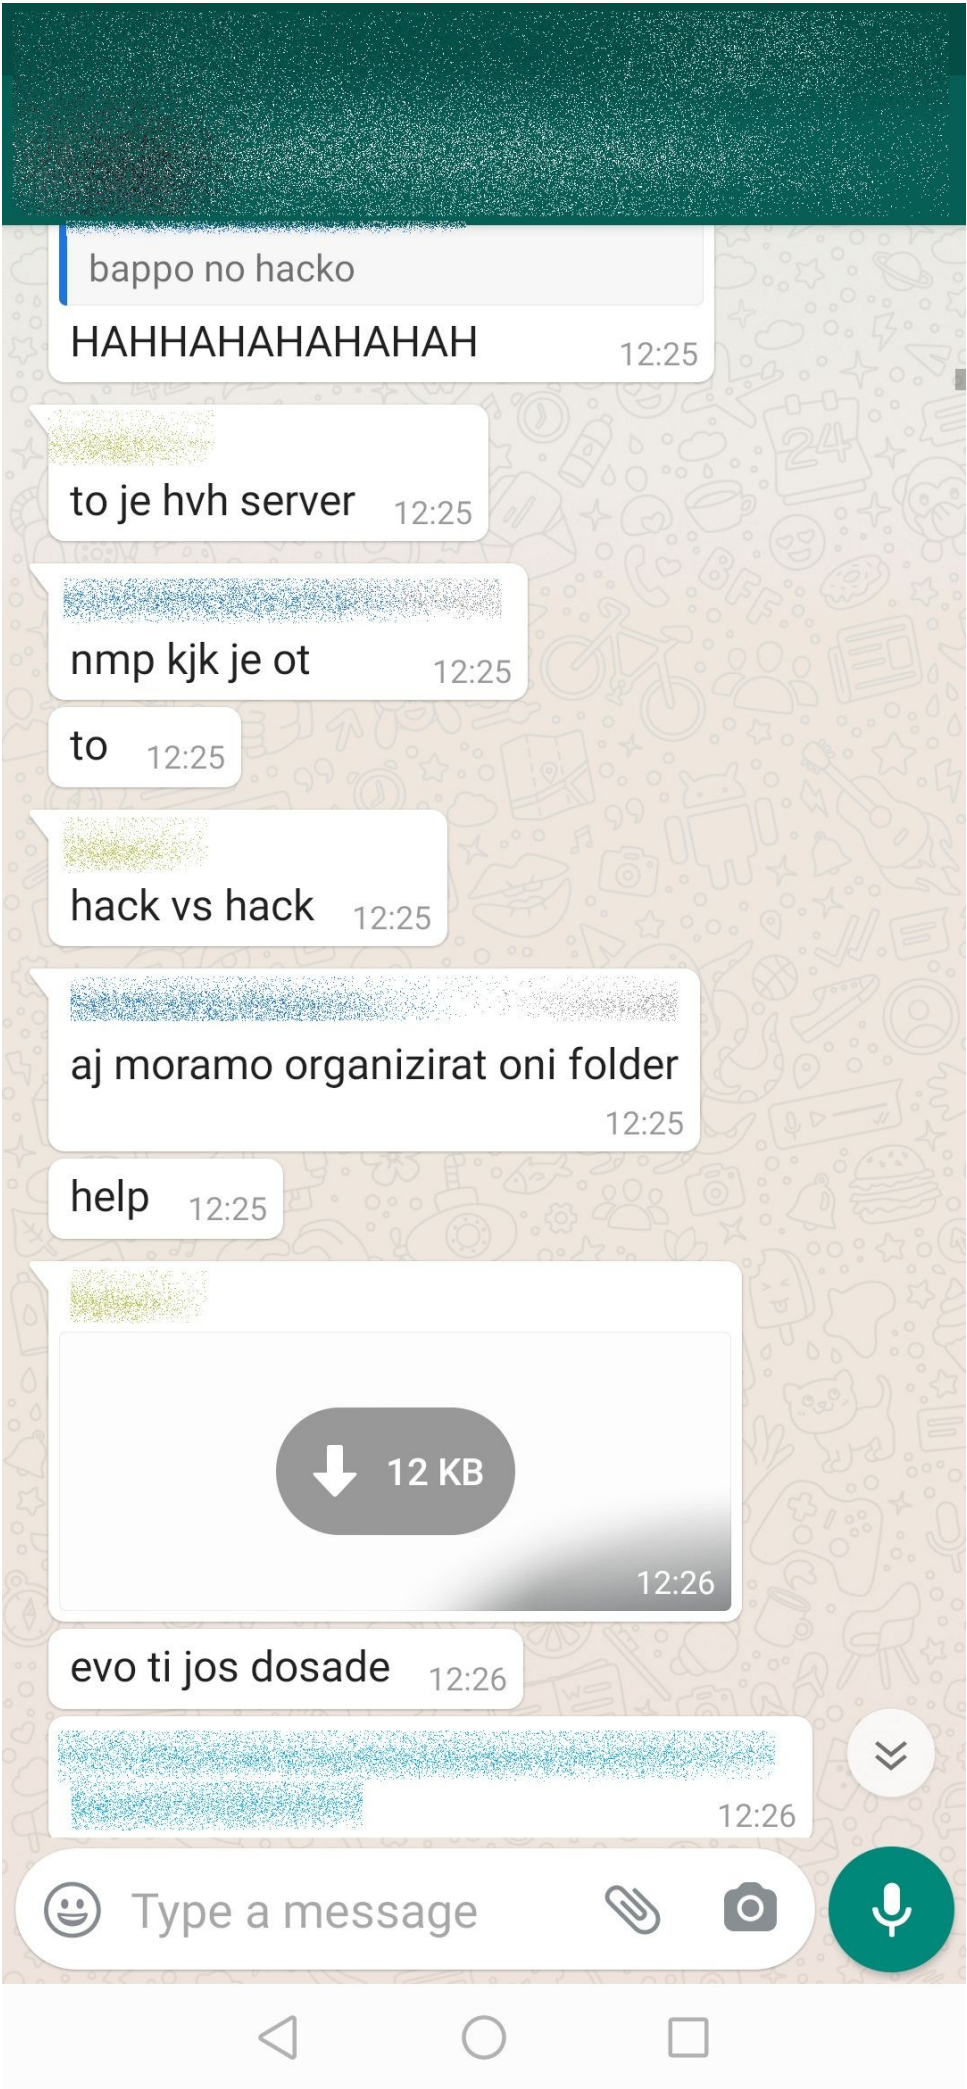 bappo no hacko
HAHHAHAHAHAHAH 12:25
to je hvh server 12:25
nmp kjk je ot 12:25
to 12:25
hack vs hack 12:25
aj moramo organizirat oni folder
12:25
help 12:25
12 KB
12:26
evo ti jos dosade 12:26
12:26
Type a message